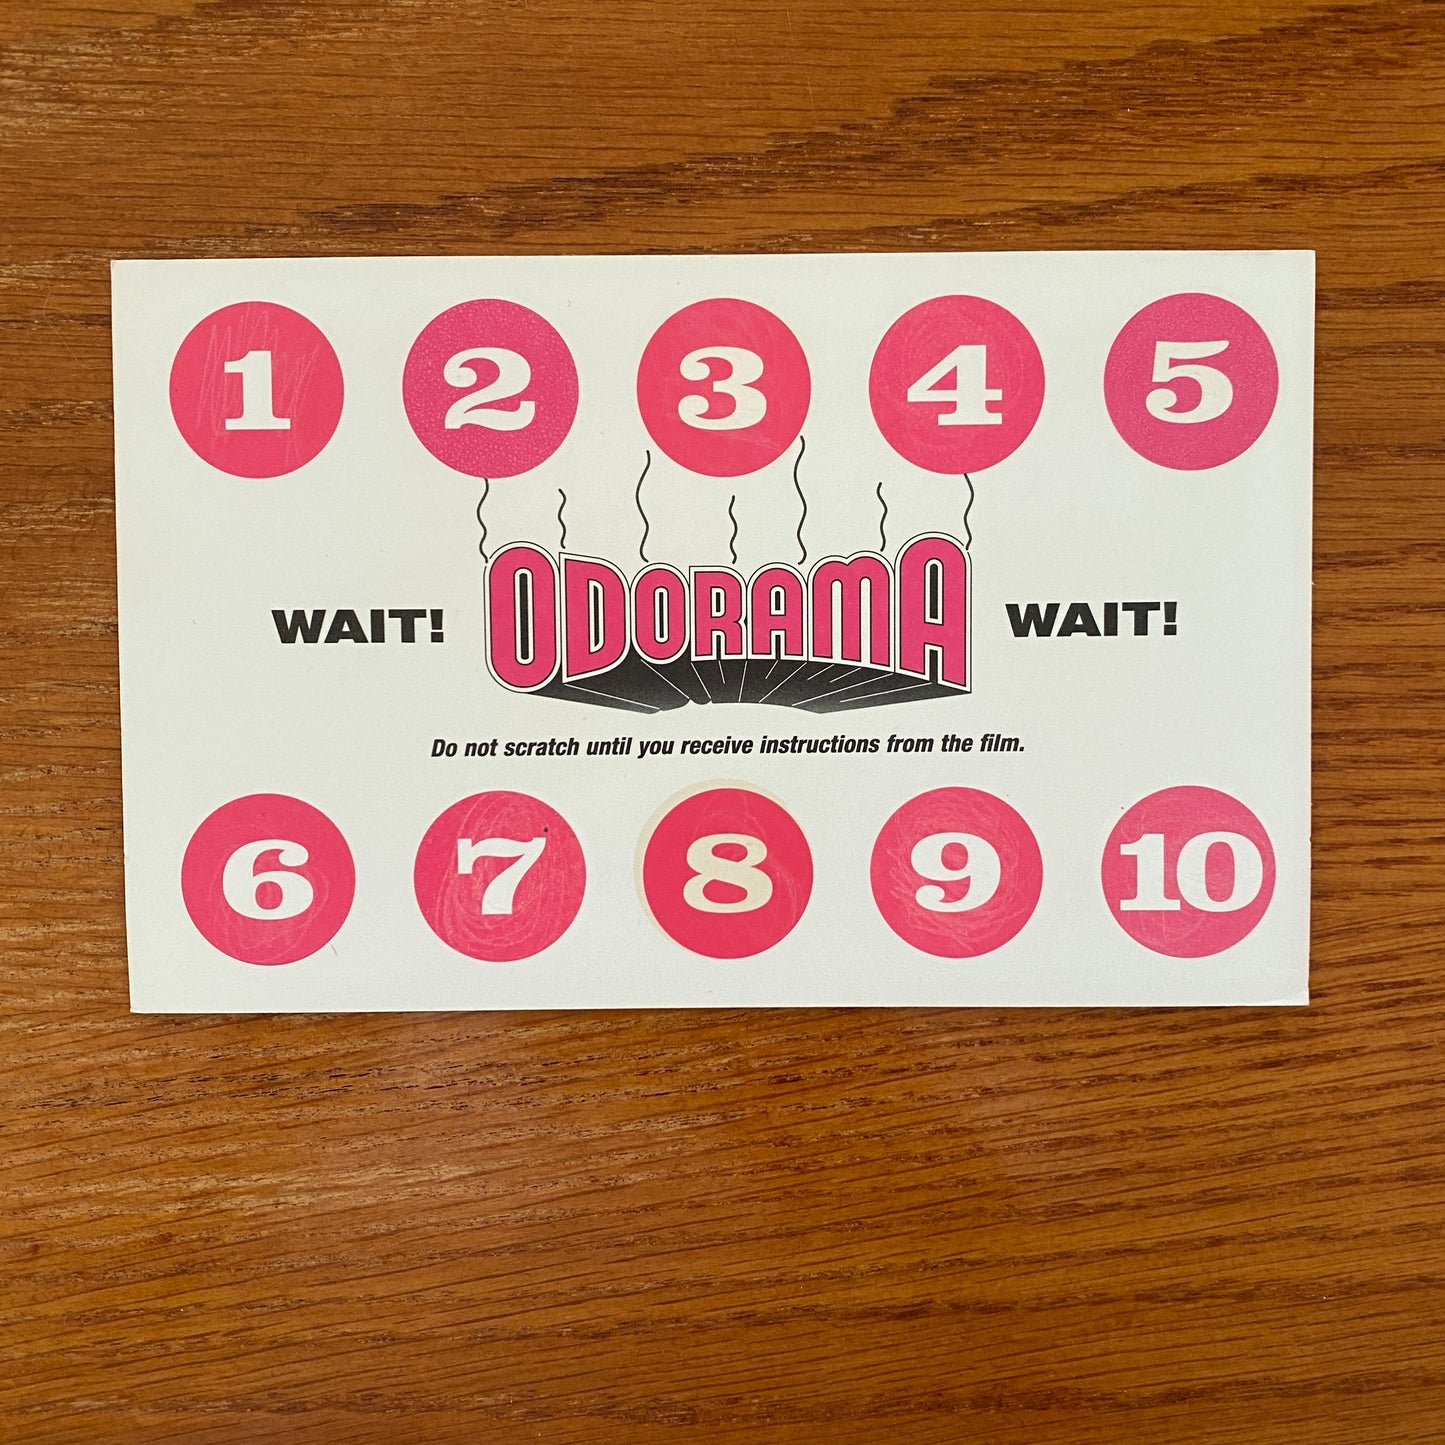 1 2 3 4 5
WAIT! ODORAMA WAIT!
Do not scratch until you receive instructions from the film.
6 7 8 9 10